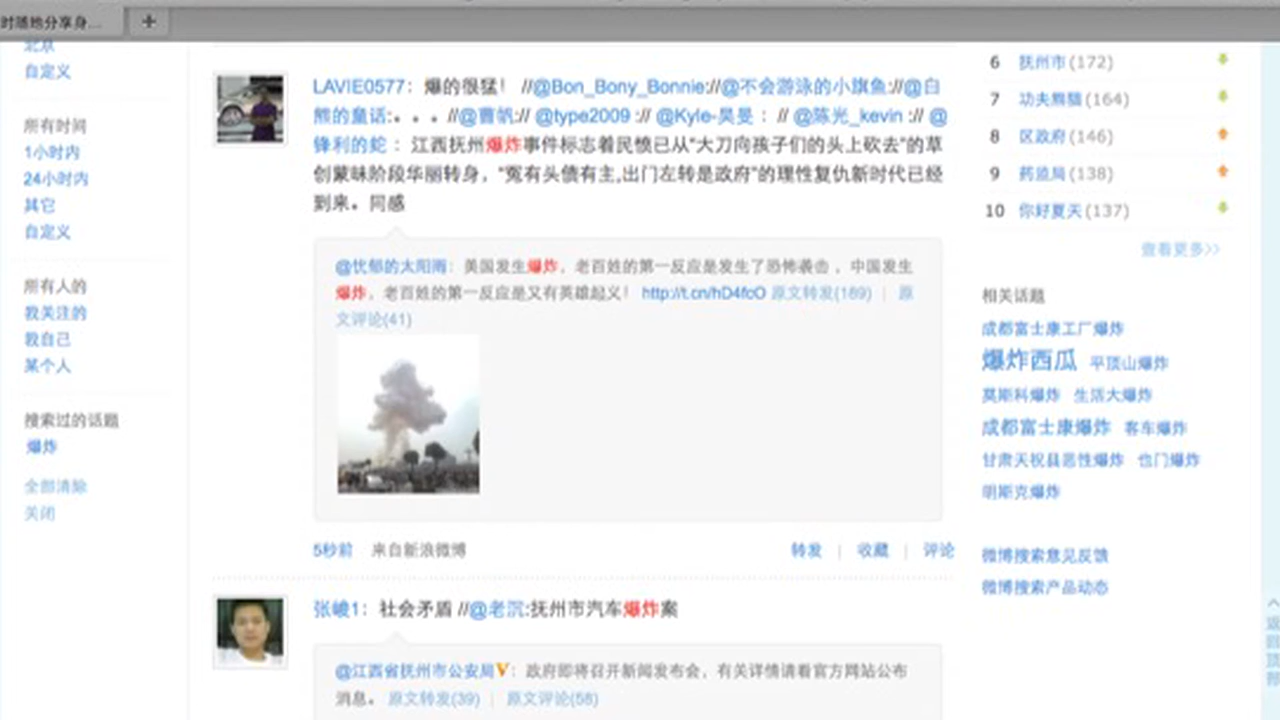 时随地分享身...
+
北京
自定义
所有时间
1小时内
24小时内
其它
自定义
所有人的
我关注的
我自己
某个人
搜索过的话题
爆炸
全部清除
关闭
LAVIE0577：爆的很猛！ //@Bon_Bony_Bonnie://@不会游泳的小旗鱼://@白
熊的童话:。。。//@曹帆:// @type2009 :// @Kyle-昊旻： // @陈光_kevin :// @
锋利的蛇 ：江西抚州爆炸事件标志着民愤已从“大刀向孩子们的头上砍去”的草
创蒙昧阶段华丽转身，“冤有头债有主,出门左转是政府”的理性复仇新时代已经
到来。同感
@忧郁的太阳雨：美国发生爆炸，老百姓的第一反应是发生了恐怖袭击 ，中国发生
爆炸，老百姓的第一反应是又有英雄起义！ http://t.cn/hD4fcO 原文转发(189) | 原
文评论(41)
5秒前 来自新浪微博 转发 | 收藏 | 评论
张峻1：社会矛盾 //@老沉:抚州市汽车爆炸案
@江西省抚州市公安局V：政府即将召开新闻发布会，有关详情请看官方网站公布
消息。 原文转发(39) | 原文评论(58)
6 抚州市(172)
7 功夫熊猫(164)
8 区政府(146)
9 药监局(138)
10 你好夏天(137)
查看更多>>
相关话题
成都富士康工厂爆炸
爆炸西瓜 平顶山爆炸
莫斯科爆炸 生活大爆炸
成都富士康爆炸 客车爆炸
甘肃天祝县恶性爆炸 也门爆炸
明斯克爆炸
微博搜索意见反馈
微博搜索产品动态
返
回
顶
部